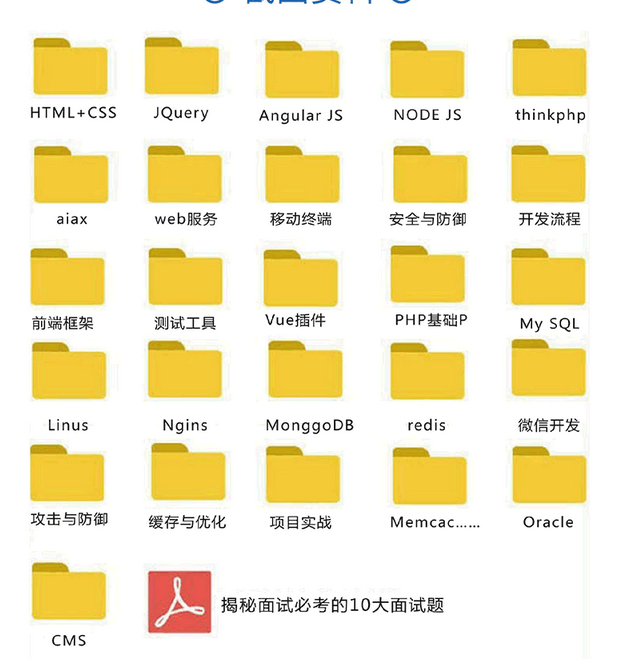 HTML+CSS
JQuery
Angular JS
NODE JS
thinkphp
aiax
web服务
移动终端
安全与防御
开发流程
前端框架
测试工具
Vue插件
PHP基础P
My SQL
Linus
Ngins
MonggoDB
redis
微信开发
攻击与防御
缓存与优化
项目实战
Memcac......
Oracle
CMS
揭秘面试必考的10大面试题